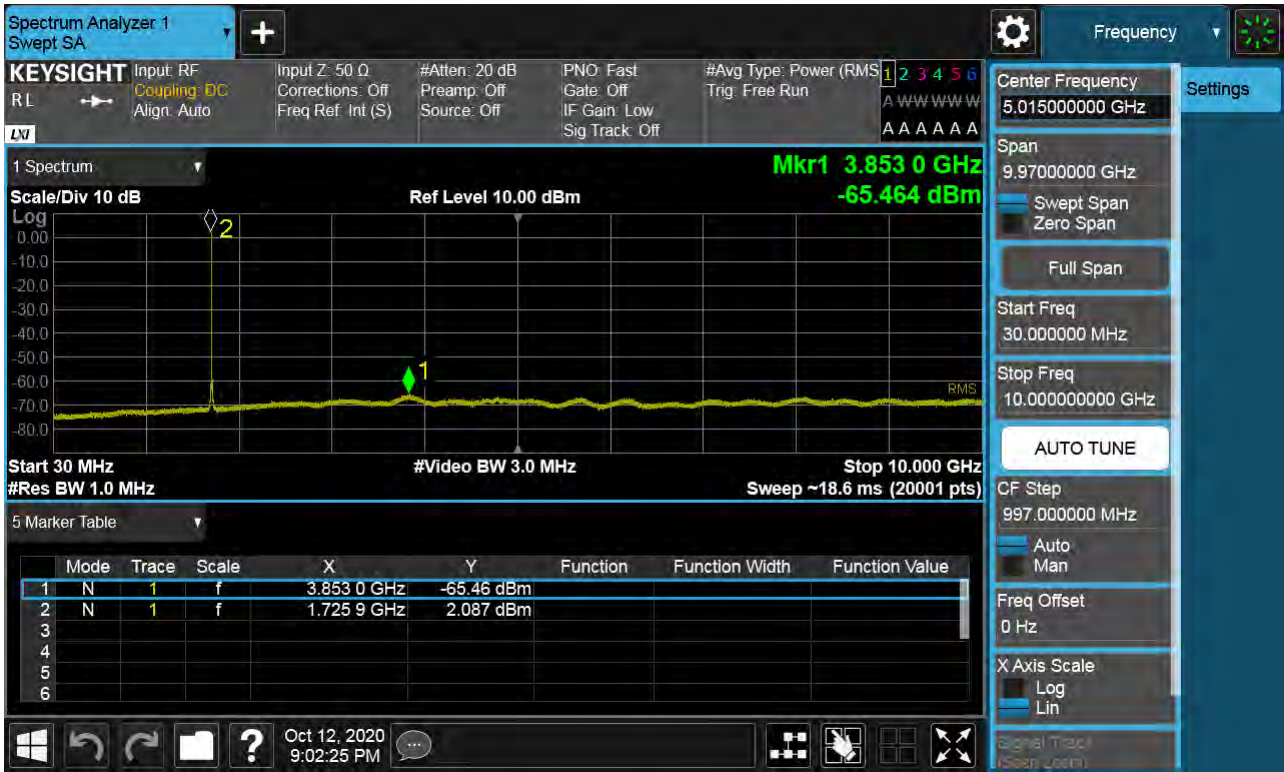 Spectrum Analyzer 1
Swept SA
+
Frequency
KEYSIGHT
RL
LXI
Input: RF
Coupling: DC
Align: Auto
Input Z: 50 Ω
Corrections: Off
Freq Ref: Int (S)
#Atten: 20 dB
Preamp: Off
Source: Off
PNO: Fast
Gate: Off
IF Gain: Low
Sig Track: Off
#Avg Type: Power (RMS
Trig: Free Run
1 2 3 4 5 6
A W W W W W
A A A A A A
1 Spectrum
Mkr1 3.853 0 GHz
-65.464 dBm
Scale/Div 10 dB
Ref Level 10.00 dBm
Log
0.00
-10.0
-20.0
-30.0
-40.0
-50.0
-60.0
-70.0
-80.0
2
1
RMS
Start 30 MHz
#Video BW 3.0 MHz
Stop 10.000 GHz
#Res BW 1.0 MHz
Sweep ~18.6 ms (20001 pts)
5 Marker Table
Mode Trace Scale X Y Function Function Width Function Value
1 N 1 f 3.853 0 GHz -65.46 dBm
2 N 1 f 1.725 9 GHz 2.087 dBm
3
4
5
6
?
Oct 12, 2020
9:02:25 PM
Center Frequency
5.015000000 GHz
Settings
Span
9.97000000 GHz
Swept Span
Zero Span
Full Span
Start Freq
30.000000 MHz
Stop Freq
10.000000000 GHz
AUTO TUNE
CF Step
997.000000 MHz
Auto
Man
Freq Offset
0 Hz
X Axis Scale
Log
Lin
Signal Track
(Span Zoom)